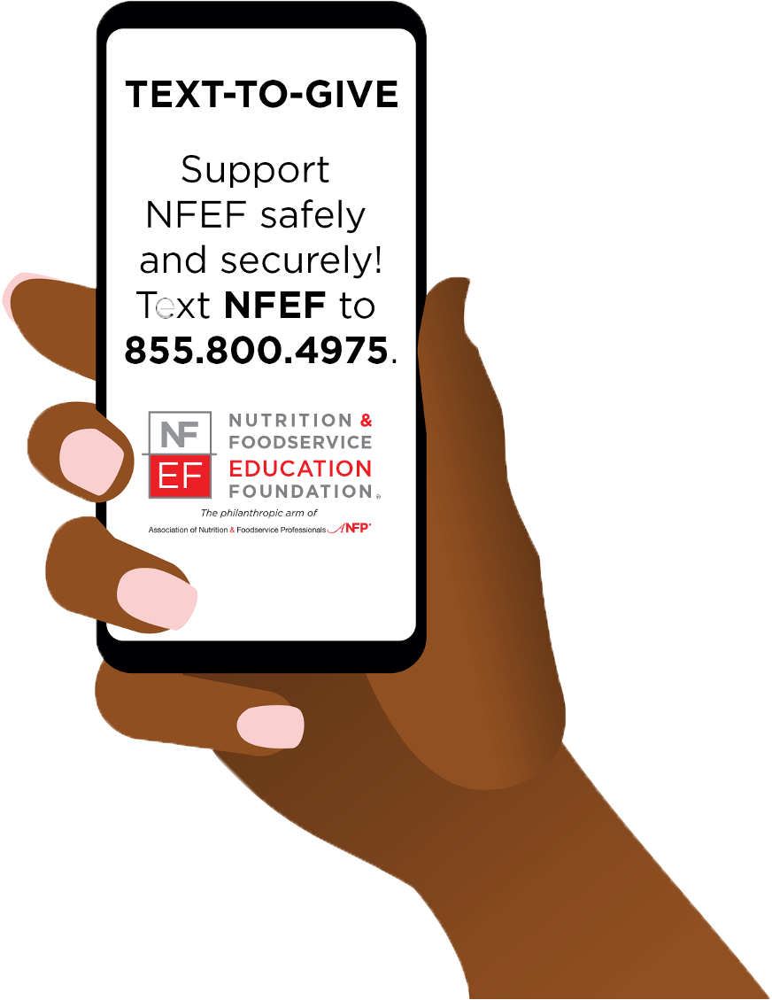 TEXT-TO-GIVE
Support
NFEF safely
and securely!
Text NFEF to
855.800.4975.
NF
EF
NUTRITION &
FOODSERVICE
EDUCATION
FOUNDATION®
The philanthropic arm of
Association of Nutrition & Foodservice Professionals ANFP